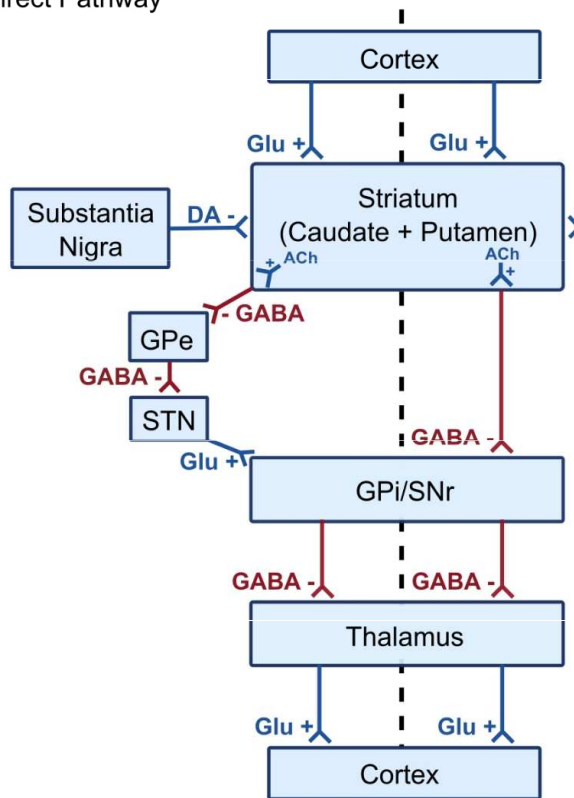 Cortex
Glu +
Glu +
Substantia
Nigra
DA -
Striatum
(Caudate + Putamen)
+ ACh
ACh
+
- GABA
GPe
GABA -
STN
Glu +
GABA -
GPi/SNr
GABA -
GABA -
Thalamus
Glu +
Glu +
Cortex